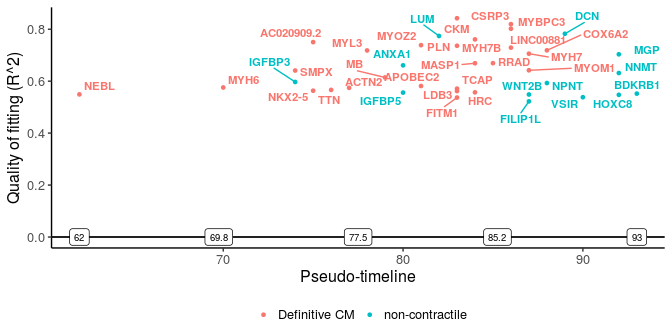 Quality of fitting (R^2)
0.8
0.6
0.4
0.2
0.0
CSRP3
DCN
LUM
CKM
MYBPC3
COX6A2
AC020909.2
MYOZ2
LINC00881
MYL3
PLN
MYH7B
MGP
ANXA1
MYH7
IGFBP3
MB
MASP1
RRAD
NNMT
SMPX
MYOM1
APOBEC2
NEBL
MYH6
ACTN2
TCAP
WNT2B
NPNT
BDKRB1
NKX2-5
TTN
IGFBP5
LDB3
HRC
VSIR
HOXC8
FITM1
FILIP1L
62
69.8
77.5
85.2
93
70
80
90
Pseudo-timeline
Definitive CM
non-contractile